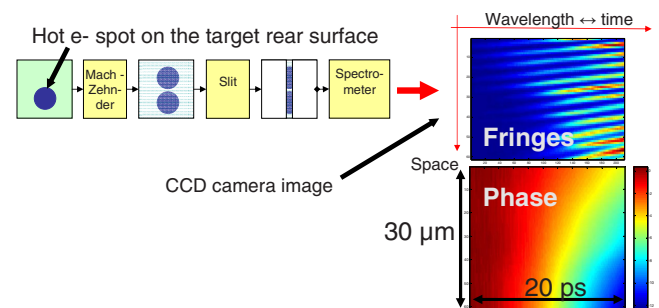 Wavelength ↔ time
Hot e- spot on the target rear surface
Mach -
Zehn-
der
Slit
Spectro-
meter
Fringes
Space
CCD camera image
Phase
30 µm
20 ps